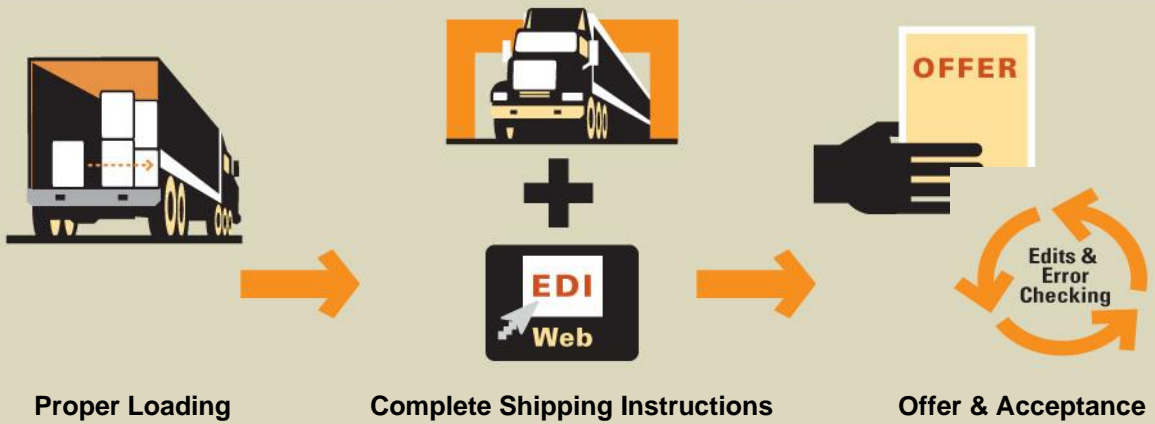 OFFER
EDI
Web
Edits &
Error
Checking
Proper Loading
Complete Shipping Instructions
Offer & Acceptance